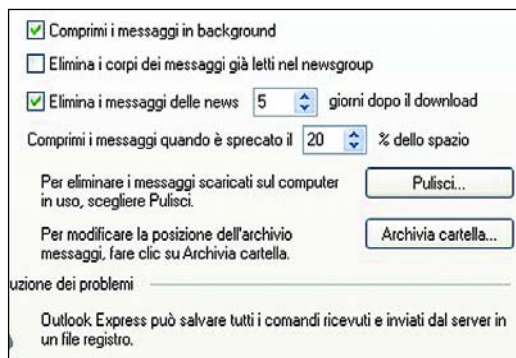 Comprimi i messaggi in background
Elimina i corpi dei messaggi già letti nel newsgroup
Elimina i messaggi delle news 5 giorni dopo il download
Comprimi i messaggi quando è sprecato il 20 % dello spazio
Per eliminare i messaggi scaricati sul computer
in uso, scegliere Pulisci.
Pulisci...
Per modificare la posizione dell'archivio
messaggi, fare clic su Archivia cartella.
Archivia cartella...
uzione dei problemi
Outlook Express può salvare tutti i comandi ricevuti e inviati dal server in
un file registro.